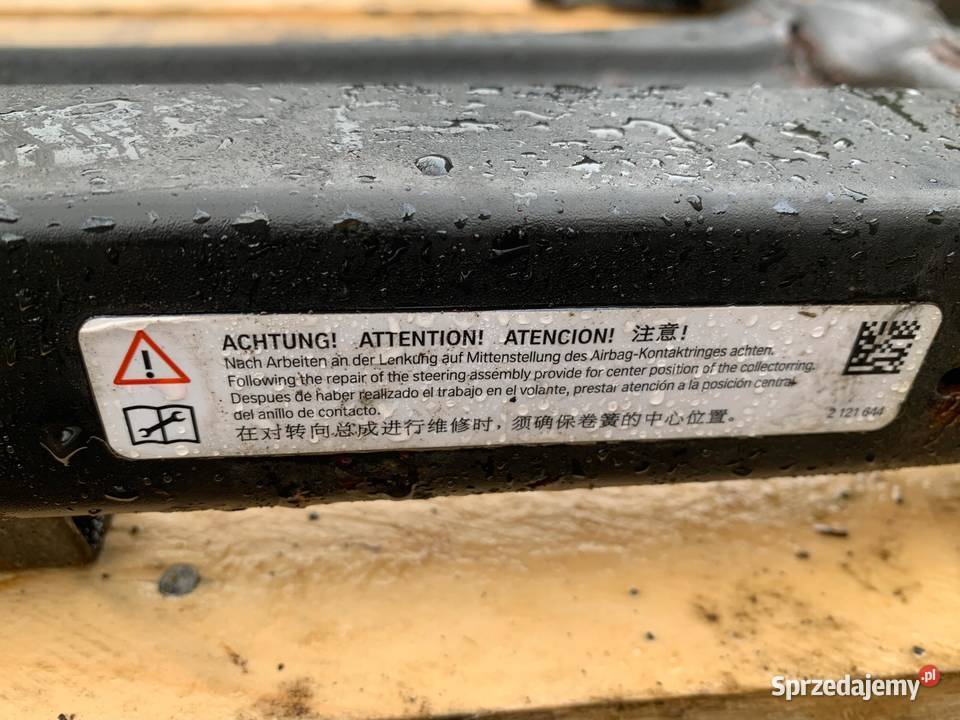 ACHTUNG! ATTENTION! ATENCION! 注意!
Nach Arbeiten an der Lenkung auf Mittenstellung des Airbag-Kontaktringes achten.
Following the repair of the steering assembly provide for center position of the collectorring.
Despues de haber realizado el trabajo en el volante, prestar atención a la posición central
del anillo de contacto.
在对转向总成进行维修时，须确保卷簧的中心位置。
2 121 644
Sprzedajemy.pl